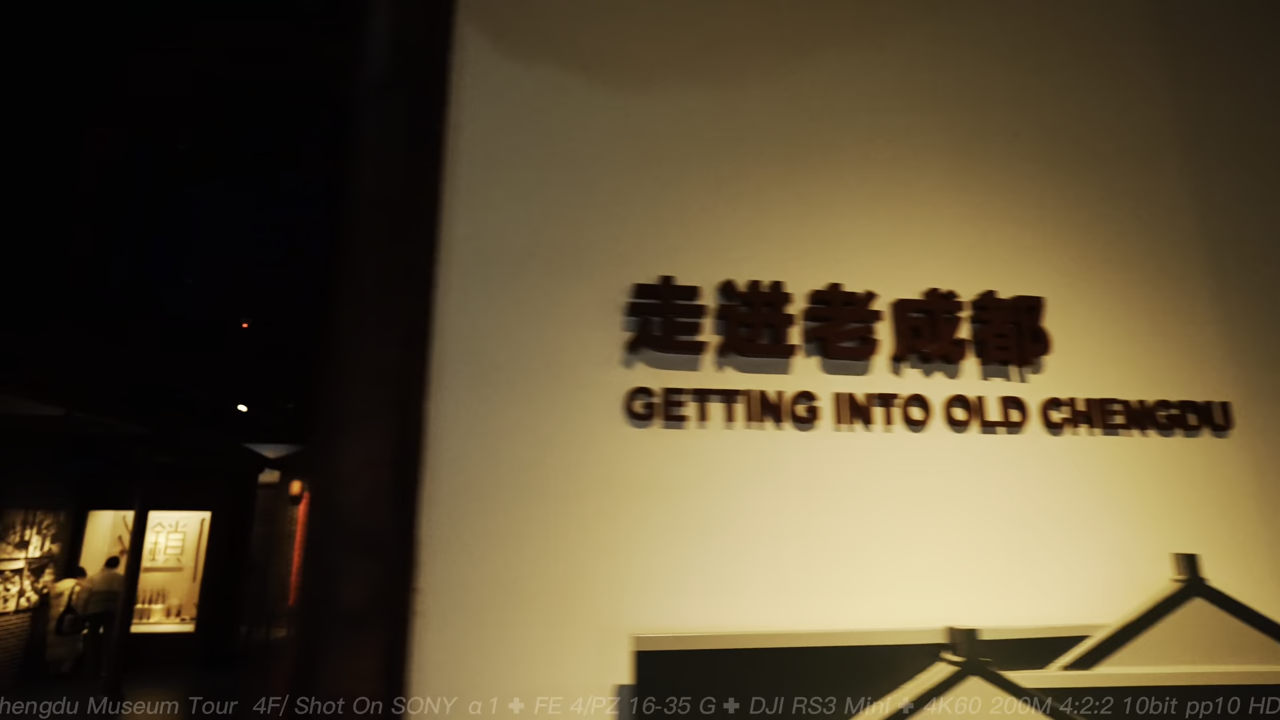 走进老成都
GETTING INTO OLD CHENGDU
鎖
hengdu Museum Tour 4F/ Shot On SONY α1 ✚ FE 4/PZ 16-35 G ✚ DJI RS3 Mini ✚ 4K60 200M 4:2:2 10bit pp10 HD